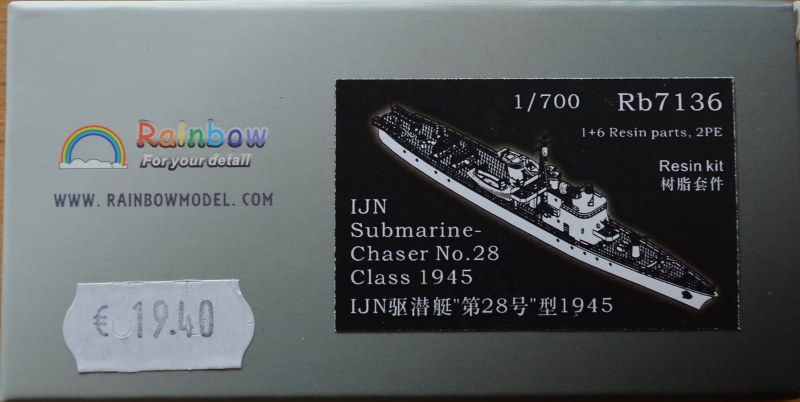 Rainbow
For your detail
WWW. RAINBOWMODEL. COM
€ 19.40
1/700 Rb7136
1+6 Resin parts, 2PE
Resin kit
树脂套件
IJN
Submarine-
Chaser No.28
Class 1945
IJN驱潜艇"第28号"型1945